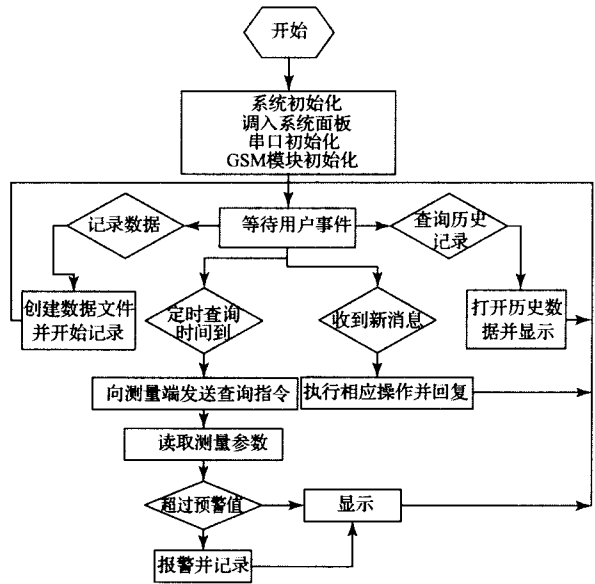 开始
系统初始化
调入系统面板
串口初始化
GSM模块初始化
记录数据
等待用户事件
查询历史
记录
创建数据文件
并开始记录
定时查询
时间到
收到新消息
打开历史数
据并显示
向测量端发送查询指令
执行相应操作并回复
读取测量参数
超过预警值
显示
报警并记录